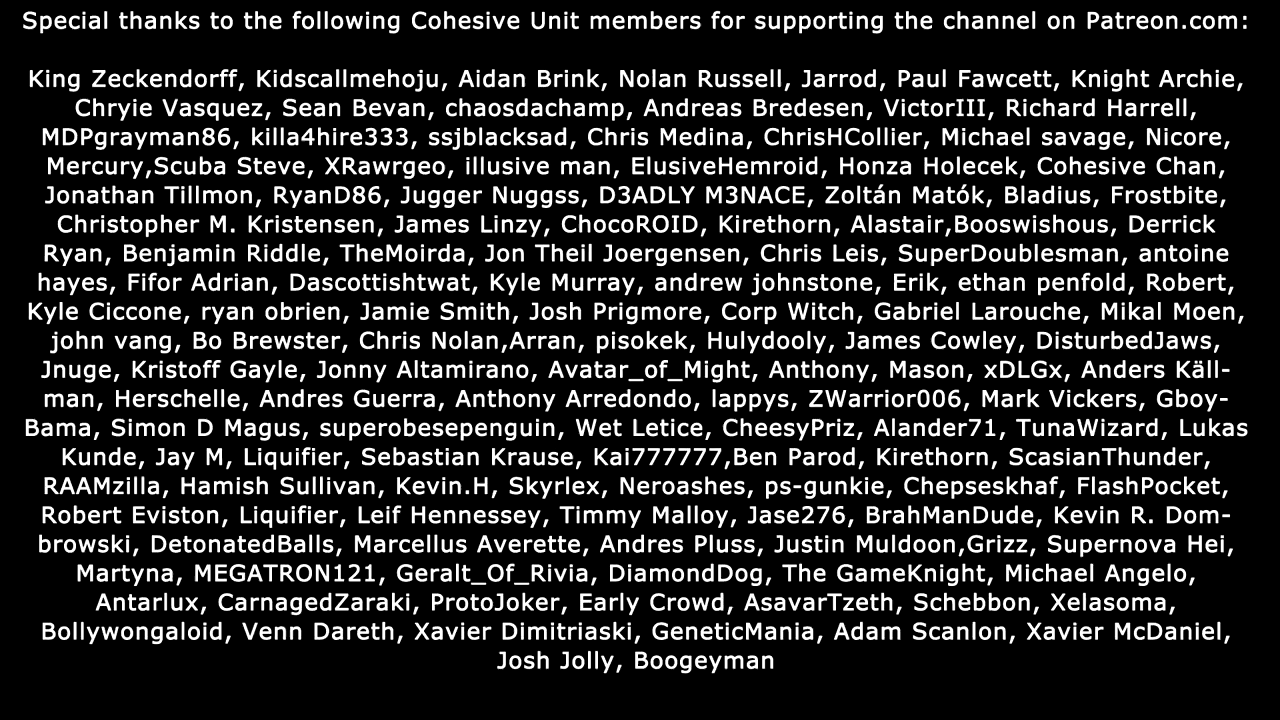 Special thanks to the following Cohesive Unit members for supporting the channel on Patreon.com:
King Zeckendorff, Kidscallmehoju, Aidan Brink, Nolan Russell, Jarrod, Paul Fawcett, Knight Archie,
Chryie Vasquez, Sean Bevan, chaosdachamp, Andreas Bredesen, VictorIII, Richard Harrell,
MDPgrayman86, killa4hire333, ssjblacksad, Chris Medina, ChrisHCollier, Michael savage, Nicore,
Mercury,Scuba Steve, XRawrgeo, illusive man, ElusiveHemroid, Honza Holecek, Cohesive Chan,
Jonathan Tillmon, RyanD86, Jugger Nuggss, D3ADLY M3NACE, Zoltán Matók, Bladius, Frostbite,
Christopher M. Kristensen, James Linzy, ChocoROID, Kirethorn, Alastair,Booswishous, Derrick
Ryan, Benjamin Riddle, TheMoirda, Jon Theil Joergensen, Chris Leis, SuperDoublesman, antoine
hayes, Fifor Adrian, Dascottishtwat, Kyle Murray, andrew johnstone, Erik, ethan penfold, Robert,
Kyle Ciccone, ryan obrien, Jamie Smith, Josh Prigmore, Corp Witch, Gabriel Larouche, Mikal Moen,
john vang, Bo Brewster, Chris Nolan,Arran, pisokek, Hulydooly, James Cowley, DisturbedJaws,
Jnuge, Kristoff Gayle, Jonny Altamirano, Avatar_of_Might, Anthony, Mason, xDLGx, Anders Käll-
man, Herschelle, Andres Guerra, Anthony Arredondo, lappys, ZWarrior006, Mark Vickers, Gboy-
Bama, Simon D Magus, superobesepenguin, Wet Letice, CheesyPriz, Alander71, TunaWizard, Lukas
Kunde, Jay M, Liquifier, Sebastian Krause, Kai777777,Ben Parod, Kirethorn, ScasianThunder,
RAAMzilla, Hamish Sullivan, Kevin.H, Skyrlex, Neroashes, ps-gunkie, Chepseskhaf, FlashPocket,
Robert Eviston, Liquifier, Leif Hennessey, Timmy Malloy, Jase276, BrahManDude, Kevin R. Dom-
browski, DetonatedBalls, Marcellus Averette, Andres Pluss, Justin Muldoon,Grizz, Supernova Hei,
Martyna, MEGATRON121, Geralt_Of_Rivia, DiamondDog, The GameKnight, Michael Angelo,
Antarlux, CarnagedZaraki, ProtoJoker, Early Crowd, AsavarTzeth, Schebbon, Xelasoma,
Bollywongaloid, Venn Dareth, Xavier Dimitriaski, GeneticMania, Adam Scanlon, Xavier McDaniel,
Josh Jolly, Boogeyman